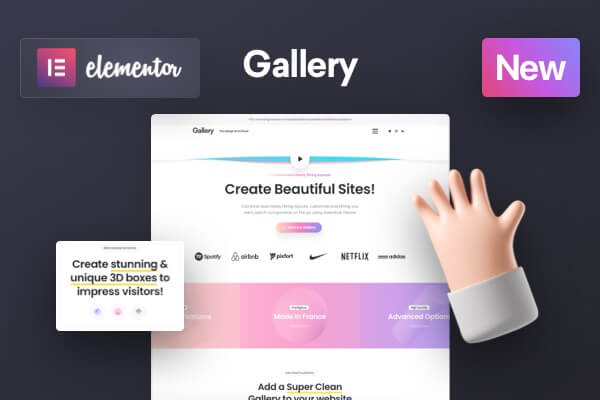 elementor
Gallery
New
Gallery
Create Beautiful Sites!
Spotify
airbnb
pixfort
NETFLIX
adidas
Create stunning &
unique 3D boxes to
impress visitors!
Made in France
Advanced Option
Add a Super Clean
Gallery to your website